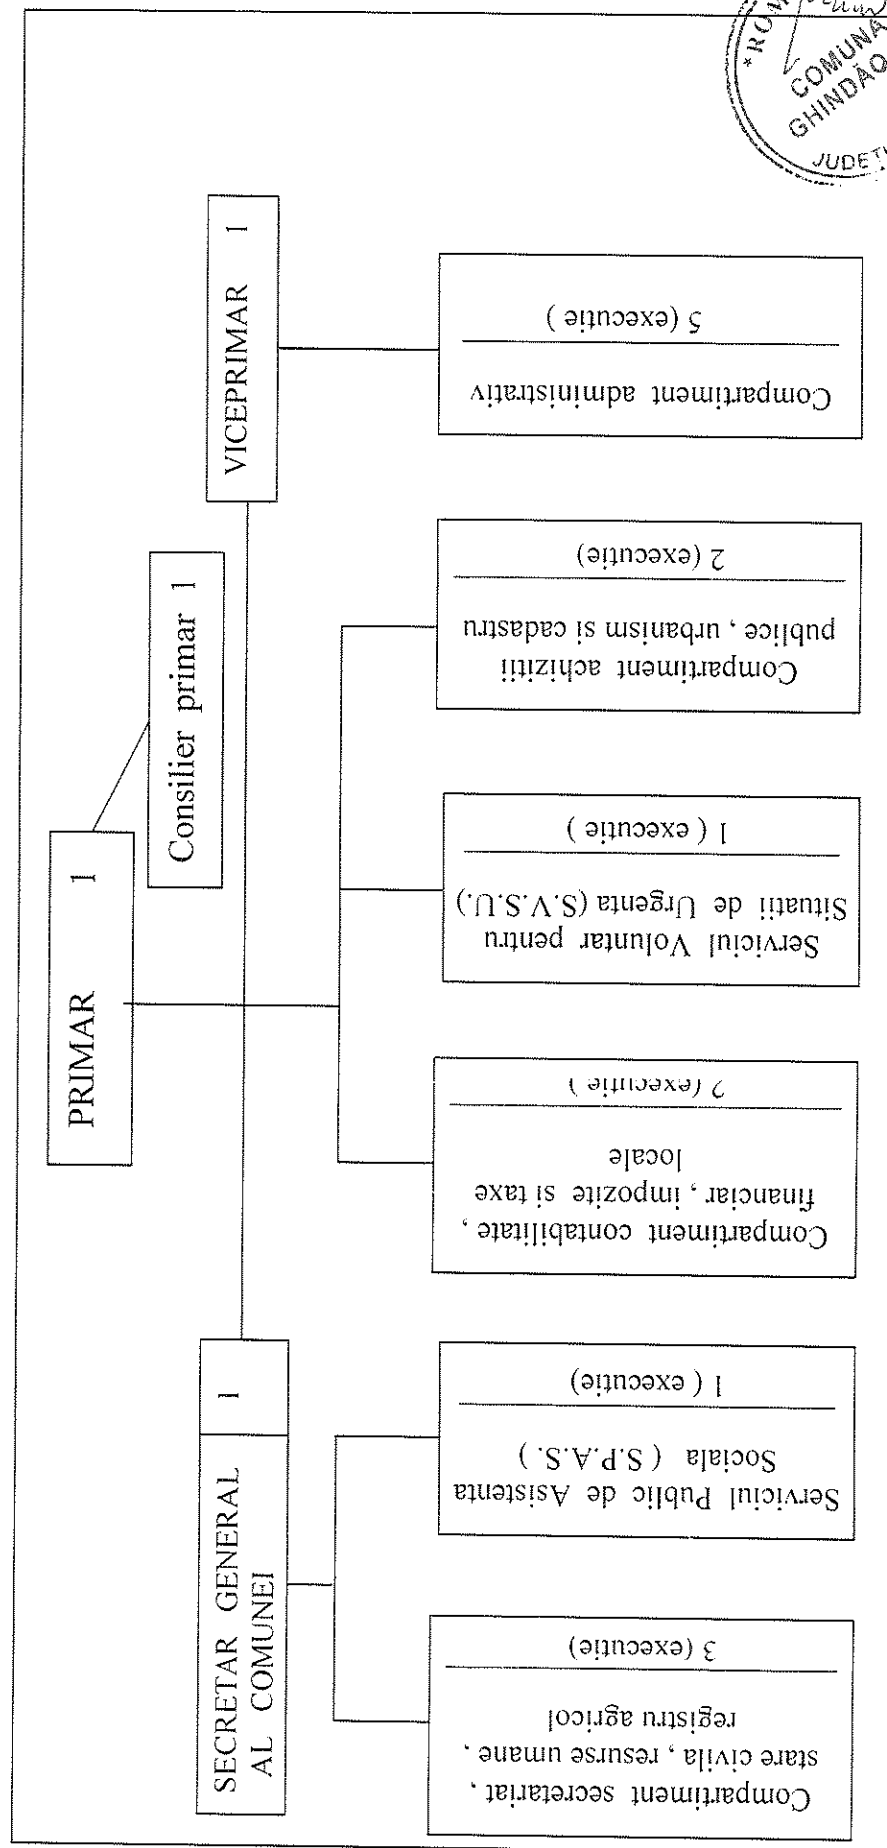 PRIMAR 1
Consilier primar 1
SECRETAR GENERAL 1
AL COMUNEI
VICEPRIMAR 1
Compartiment secretariat ,
stare civila , resurse umane ,
registru agricol
3 (executie)
Serviciul Public de Asistenta
Sociala ( S.P.A.S. )
1 ( executie)
Compartiment contabilitate ,
financiar , impozite si taxe
locale
2 (executie )
Serviciul Voluntar pentru
Situatii de Urgenta (S.V.S.U.)
1 ( executie )
Compartiment achizitii
publice , urbanism si cadastru
2 (executie)
Compartiment administrativ
5 (executie )
COMUNA